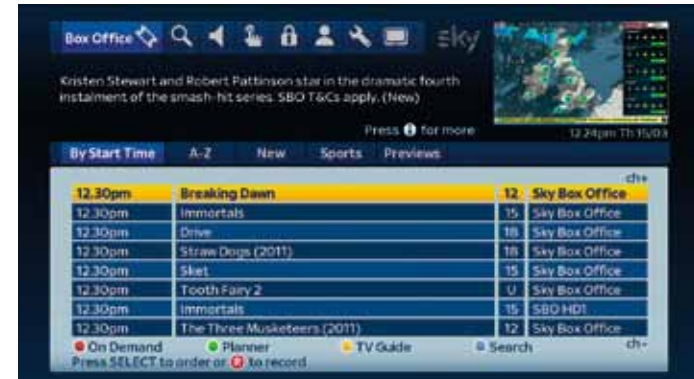 Box Office
sky
Kristen Stewart and Robert Pattinson star in the dramatic fourth
instalment of the smash-hit series. SBO T&Cs apply. (New)
Press i for more
12.24pm Th 15/03
By Start Time A-Z New Sports Previews
ch+
12.30pm Breaking Dawn 12 Sky Box Office
12.30pm Immortals 15 Sky Box Office
12.30pm Drive 18 Sky Box Office
12.30pm Straw Dogs (2011) 18 Sky Box Office
12.30pm Sket 15 Sky Box Office
12.30pm Tooth Fairy 2 U Sky Box Office
12.30pm Immortals 15 SBO HD1
12.30pm The Three Musketeers (2011) 12 Sky Box Office
On Demand Planner TV Guide Search ch-
Press SELECT to order or R to record